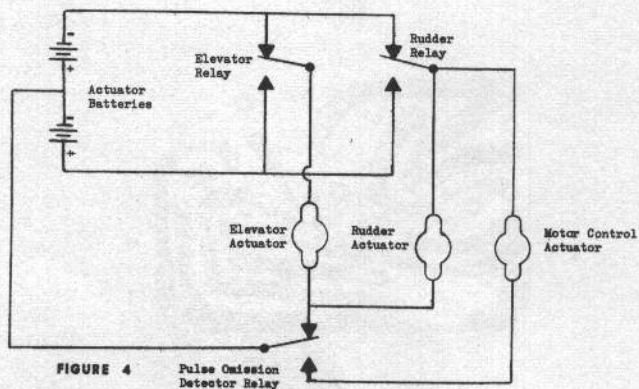 -
+
Actuator
Batteries
-
+
Elevator
Relay
Rudder
Relay
Elevator
Actuator
Rudder
Actuator
Motor Control
Actuator
FIGURE 4
Pulse Omission
Detector Relay